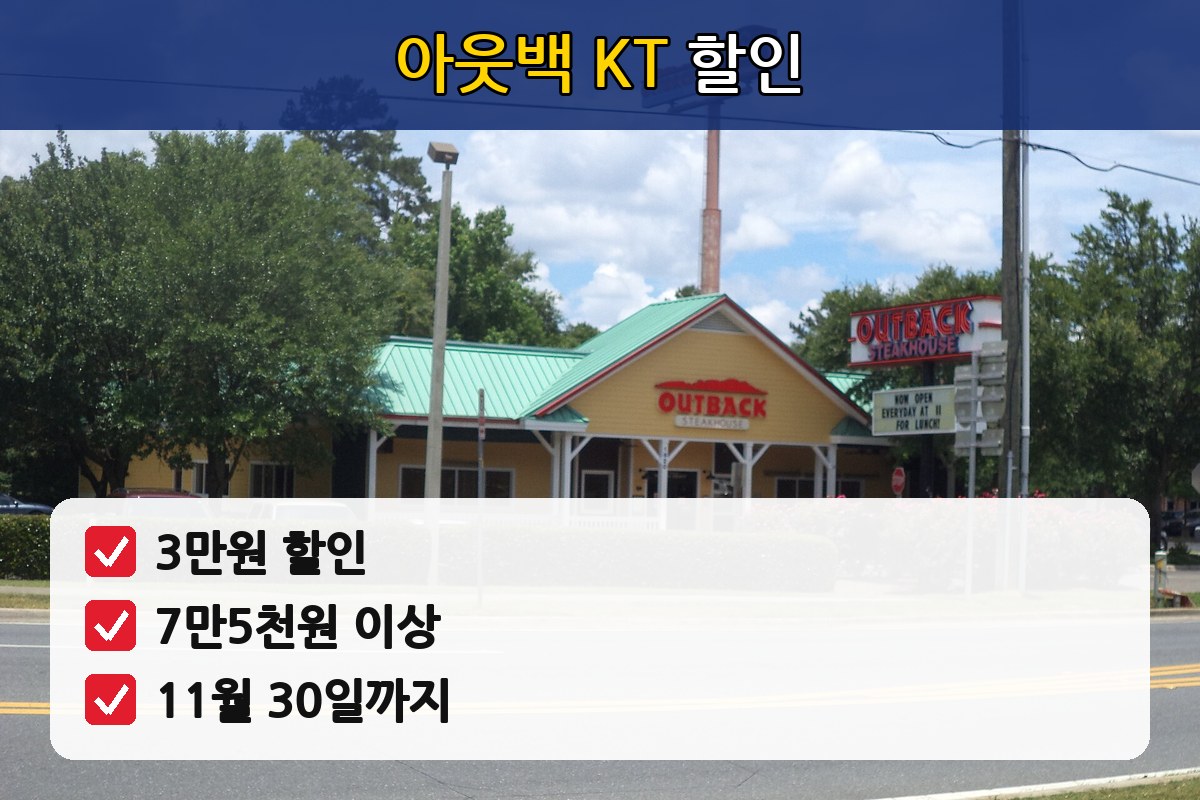 아웃백 KT 할인
OUTBACK
STEAKHOUSE
OUTBACK
STEAKHOUSE
NOW OPEN
EVERYDAY AT 11
FOR LUNCH!
3만원 할인
7만5천원 이상
11월 30일까지